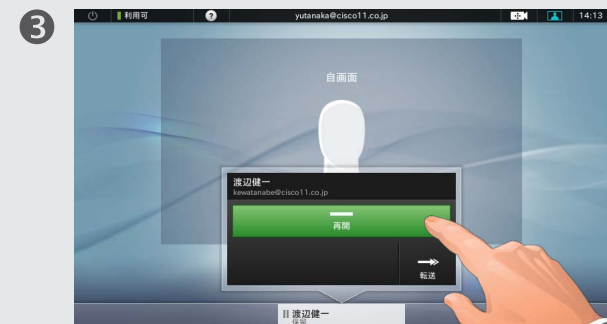 3
利用可 ? yutanaka@cisco11.co.jp 14:13
自画面
渡辺健一
kewatanabe@cisco11.co.jp
再開
転送
渡辺健一
保留